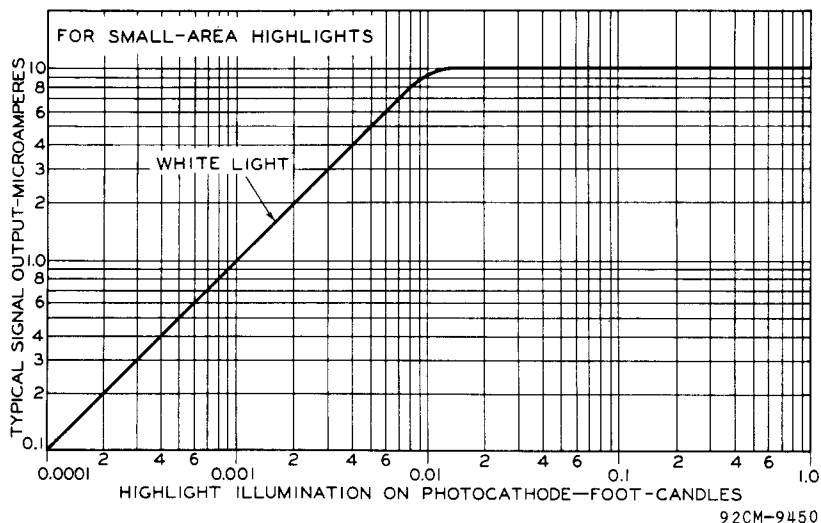 FOR SMALL-AREA HIGHLIGHTS
TYPICAL SIGNAL OUTPUT-MICROAMPERES
10
8
6
4
3
2
1.0
8
6
4
3
2
0.1
WHITE LIGHT
0.0001 2 4 6 0.001 2 4 6 0.01 2 4 6 0.1 2 4 6 1.0
HIGHLIGHT ILLUMINATION ON PHOTOCATHODE—FOOT-CANDLES
92CM-9450